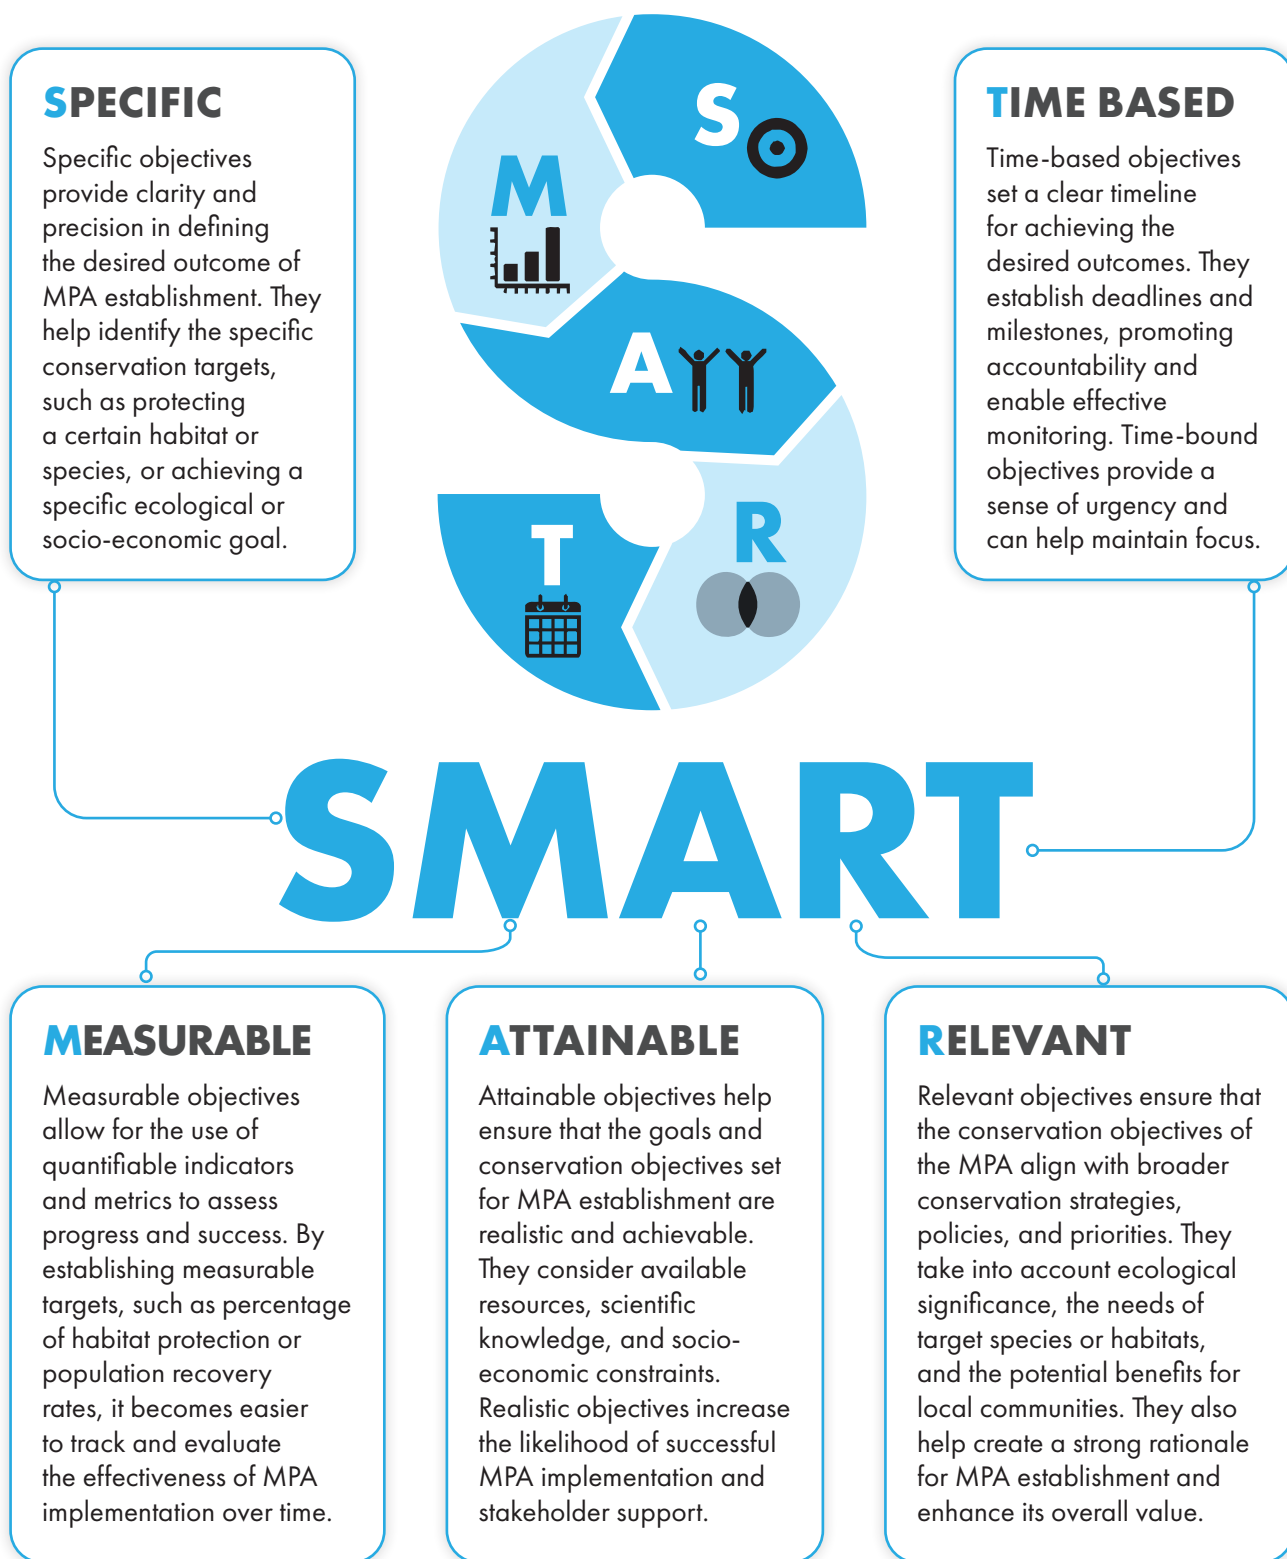 S
M
A
R
T
SPECIFIC
Specific objectives
provide clarity and
precision in defining
the desired outcome of
MPA establishment. They
help identify the specific
conservation targets,
such as protecting
a certain habitat or
species, or achieving a
specific ecological or
socio-economic goal.
TIME BASED
Time-based objectives
set a clear timeline
for achieving the
desired outcomes. They
establish deadlines and
milestones, promoting
accountability and
enable effective
monitoring. Time-bound
objectives provide a
sense of urgency and
can help maintain focus.
SMART
MEASURABLE
Measurable objectives
allow for the use of
quantifiable indicators
and metrics to assess
progress and success. By
establishing measurable
targets, such as percentage
of habitat protection or
population recovery
rates, it becomes easier
to track and evaluate
the effectiveness of MPA
implementation over time.
ATTAINABLE
Attainable objectives help
ensure that the goals and
conservation objectives set
for MPA establishment are
realistic and achievable.
They consider available
resources, scientific
knowledge, and socio-
economic constraints.
Realistic objectives increase
the likelihood of successful
MPA implementation and
stakeholder support.
RELEVANT
Relevant objectives ensure that
the conservation objectives of
the MPA align with broader
conservation strategies,
policies, and priorities. They
take into account ecological
significance, the needs of
target species or habitats,
and the potential benefits for
local communities. They also
help create a strong rationale
for MPA establishment and
enhance its overall value.